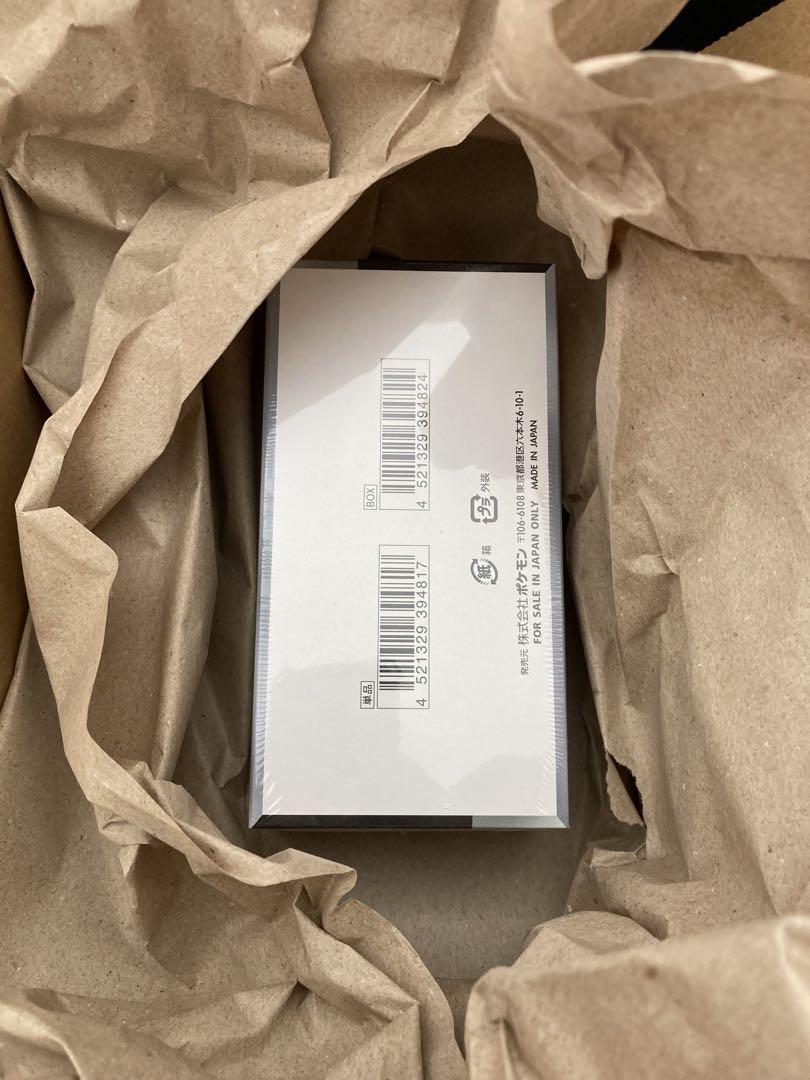 単品
4 521329 394817
BOX
4 521329 394824
紙 箱
プラ 外装
発売元 株式会社ポケモン 〒106-6108 東京都港区六本木6-10-1
FOR SALE IN JAPAN ONLY MADE IN JAPAN